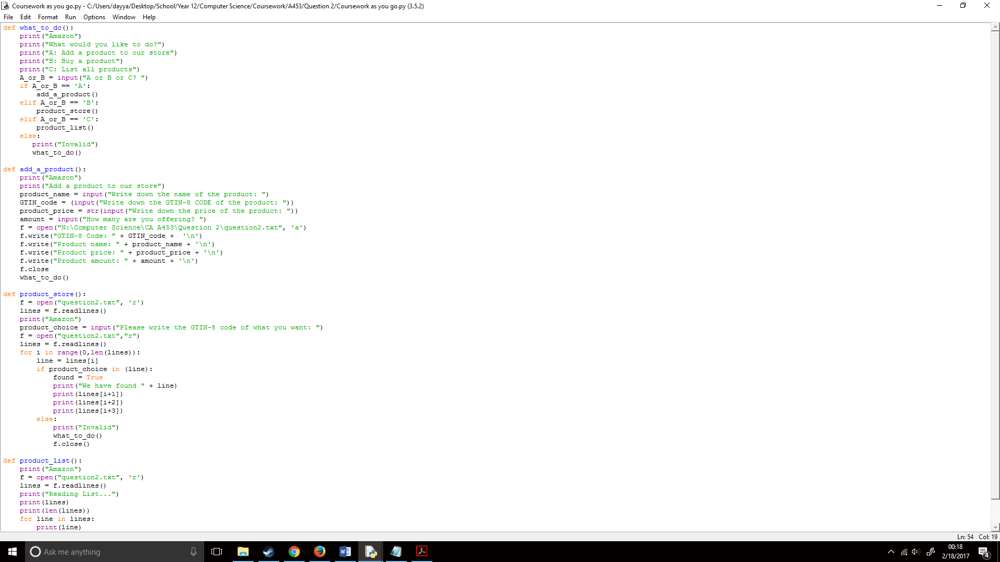 Coursework as you go.py - C:/Users/dayya/Desktop/School/Year 12/Computer Science/Coursework/A453/Question 2/Coursework as you go.py (3.5.2)
File Edit Format Run Options Window Help
def what_to_do():
    print("Amazon")
    print("What would you like to do?")
    print("A: Add a product to our store")
    print("B: Buy a product")
    print("C: List all products")
    A_or_B = input("A or B or C? ")
    if A_or_B == 'A':
        add_a_product()
    elif A_or_B == 'B':
        product_store()
    elif A_or_B == 'C':
        product_list()
    else:
       print("Invalid")
       what_to_do()

def add_a_product():
    print("Amazon")
    print("Add a product to our store")
    product_name = input("Write down the name of the product: ")
    GTIN_code = (input("Write down the GTIN-8 CODE of the product: "))
    product_price = str(input("Write down the price of the product: "))
    amount = input("How many are you offering? ")
    f = open("N:\Computer Science\CA A453\Question 2\question2.txt", 'a')
    f.write("GTIN-8 Code: " + GTIN_code +  '\n')
    f.write("Product name: " + product_name + '\n')
    f.write("Product price: " + product_price + '\n')
    f.write("Product amount: " + amount + '\n')
    f.close
    what_to_do()

def product_store():
    f = open("question2.txt", 'r')
    lines = f.readlines()
    print("Amazon")
    product_choice = input("Please write the GTIN-8 code of what you want: ")
    f = open("question2.txt","r")
    lines = f.readlines()
    for i in range(0,len(lines)):
        line = lines[i]
        if product_choice in (line):
            found = True
            print("We have found " + line)
            print(lines[i+1])
            print(lines[i+2])
            print(lines[i+3])
        else:
            print("Invalid")
            what_to_do()
            f.close()

def product_list():
    print("Amazon")
    f = open("question2.txt", 'r')
    lines = f.readlines()
    print("Reading List...")
    print(lines)
    print(len(lines))
    for line in lines:
        print(line)
Ln: 54 Col: 19
Ask me anything
00:18
2/18/2017
4